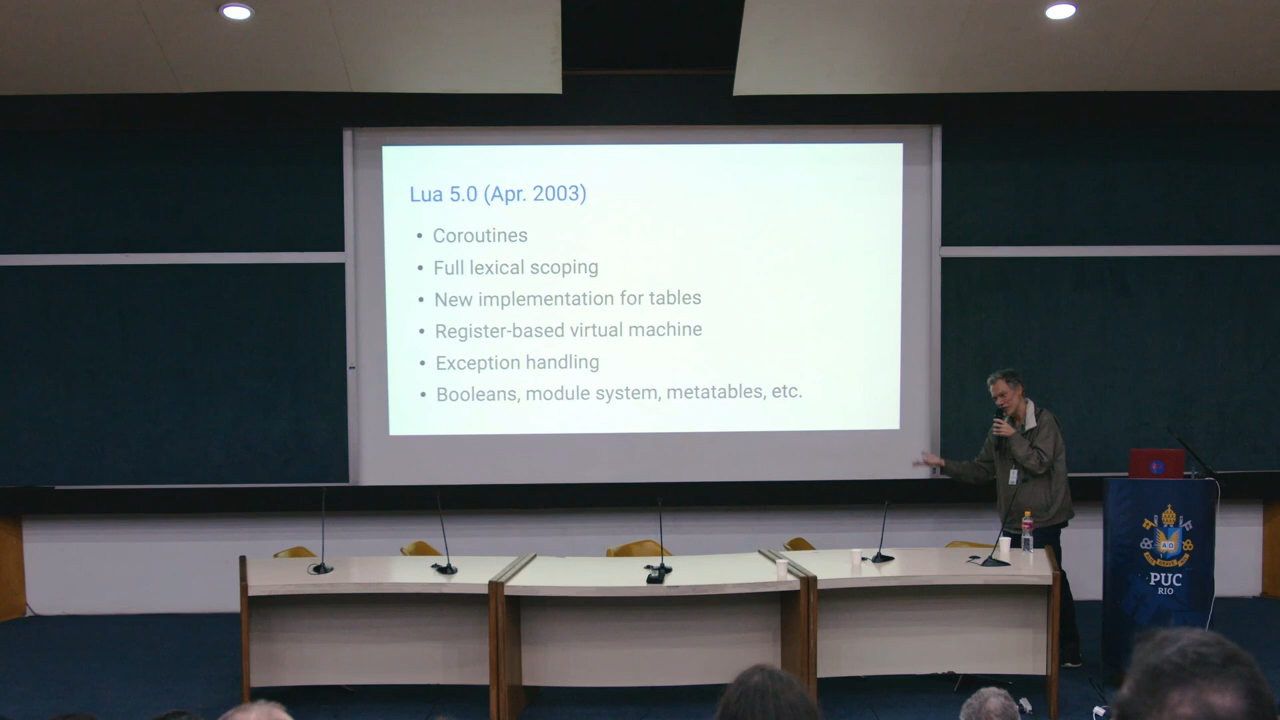 Lua 5.0 (Apr. 2003)
• Coroutines
• Full lexical scoping
• New implementation for tables
• Register-based virtual machine
• Exception handling
• Booleans, module system, metatables, etc.
PUC
RIO